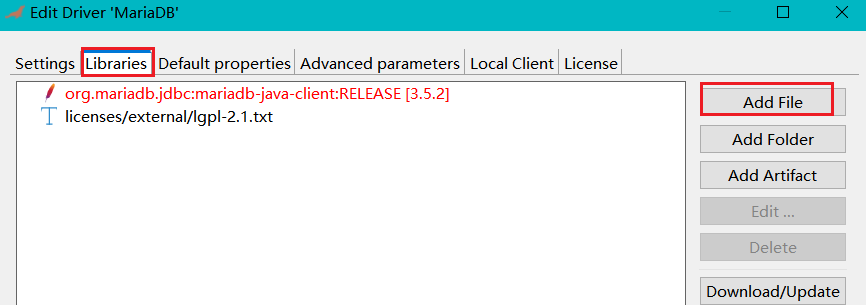 Edit Driver 'MariaDB'
Settings Libraries Default properties Advanced parameters Local Client License
org.mariadb.jdbc:mariadb-java-client:RELEASE [3.5.2]
licenses/external/lgpl-2.1.txt
Add File
Add Folder
Add Artifact
Edit ...
Delete
Download/Update